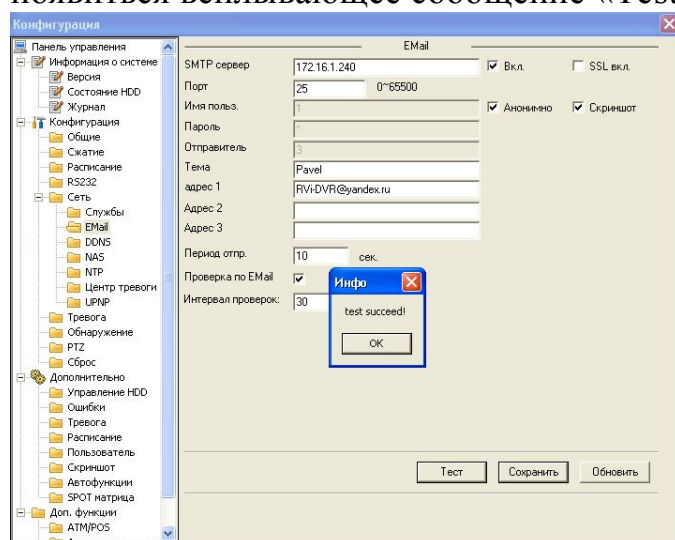 появиться всплывающее сообщение «Test
Конфигурация
Панель управления
Информация о системе
Версия
Состояние HDD
Журнал
Конфигурация
Общие
Сжатие
Расписание
RS232
Сеть
Службы
EMail
DDNS
NAS
NTP
Центр тревоги
UPNP
Тревога
Обнаружение
PTZ
Сброс
Дополнительно
Управление HDD
Ошибки
Тревога
Расписание
Пользователь
Скриншот
Автофункции
SPOT матрица
Доп. функции
ATM/POS
EMail
SMTP сервер 172.16.1.240 Вкл. SSL вкл.
Порт 25 0~65500
Имя польз. 1 Анонимно Скриншот
Пароль *
Отправитель 3
Тема Pavel
адрес 1 RVi-DVR@yandex.ru
Адрес 2
Адрес 3
Период отпр. 10 сек.
Проверка по EMail
Интервал проверок: 30
Инфо
test succeed!
OK
Тест Сохранить Обновить